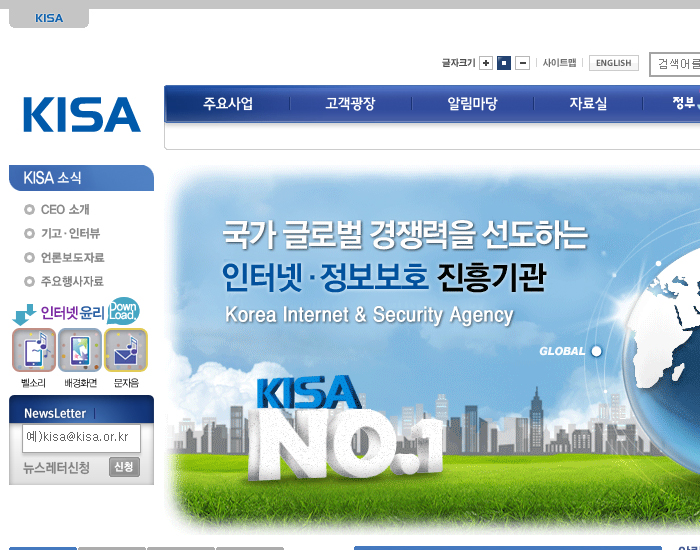 KISA
글자크기
사이트맵
ENGLISH
검색어를
KISA
주요사업
고객광장
알림마당
자료실
정부
KISA 소식
CEO 소개
기고·인터뷰
언론보도자료
주요행사자료
인터넷윤리
Down
Load.
벨소리
배경화면
문자음
NewsLetter
예)kisa@kisa.or.kr
뉴스레터신청
신청
국가 글로벌 경쟁력을 선도하는
인터넷·정보보호 진흥기관
Korea Internet & Security Agency
GLOBAL
KISA
NO.1